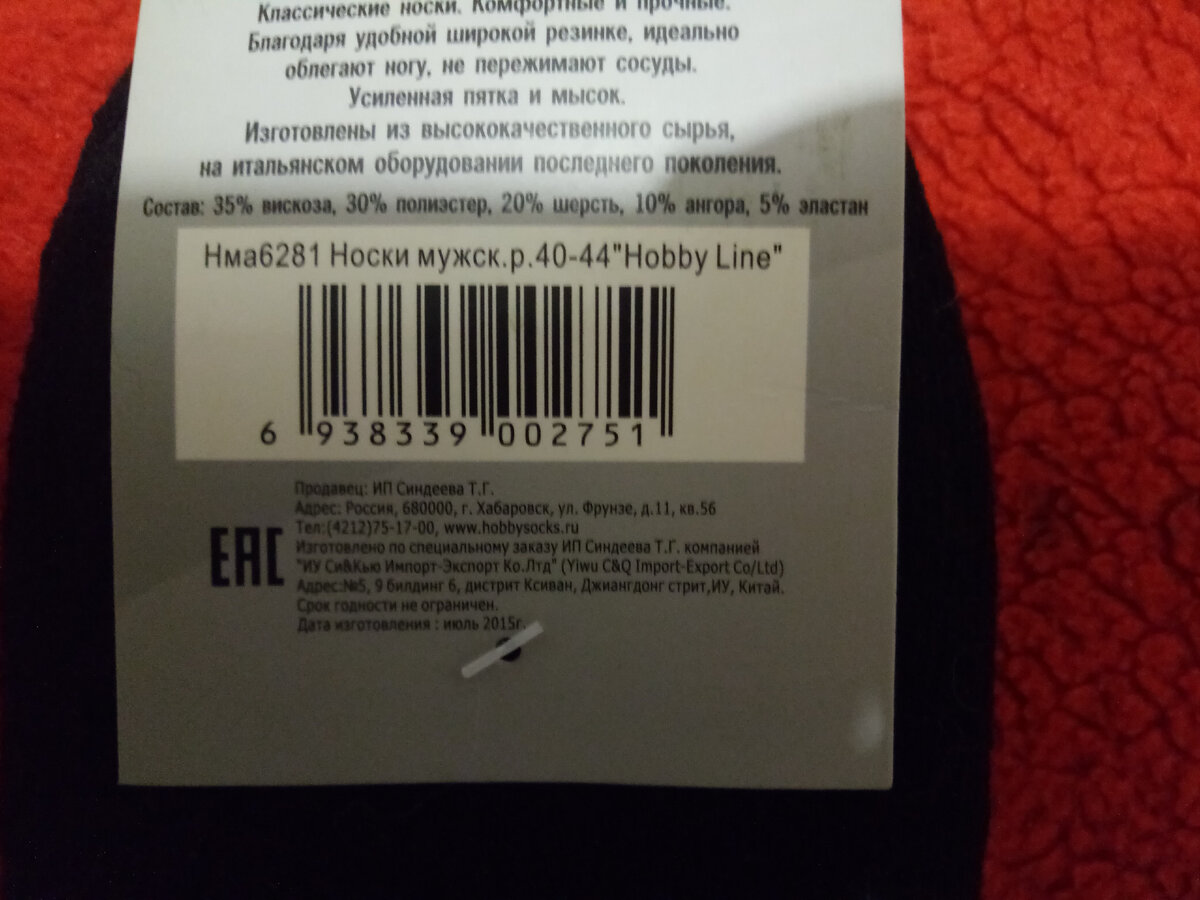 Классические носки. Комфортные и прочные.
Благодаря удобной широкой резинке, идеально
облегают ногу, не пережимают сосуды.
Усиленная пятка и мысок.
Изготовлены из высококачественного сырья,
на итальянском оборудовании последнего поколения.
Состав: 35% вискоза, 30% полиэстер, 20% шерсть, 10% ангора, 5% эластан
Нма6281 Носки мужск.р.40-44"Hobby Line"
6 938339 002751
Продавец: ИП Синдеева Т.Г.
Адрес: Россия, 680000, г. Хабаровск, ул. Фрунзе, д.11, кв.56
Тел:(4212)75-17-00, www.hobbysocks.ru
EAC
Изготовлено по специальному заказу ИП Синдеева Т.Г. компанией
"ИУ Си&Кью Импорт-Экспорт Ко.Лтд" (Yiwu C&Q Import-Export Co/Ltd)
Адрес:№5, 9 билдинг 6, дистрит Ксиван, Джиангдонг стрит,ИУ, Китай.
Срок годности не ограничен.
Дата изготовления : июль 2015г.